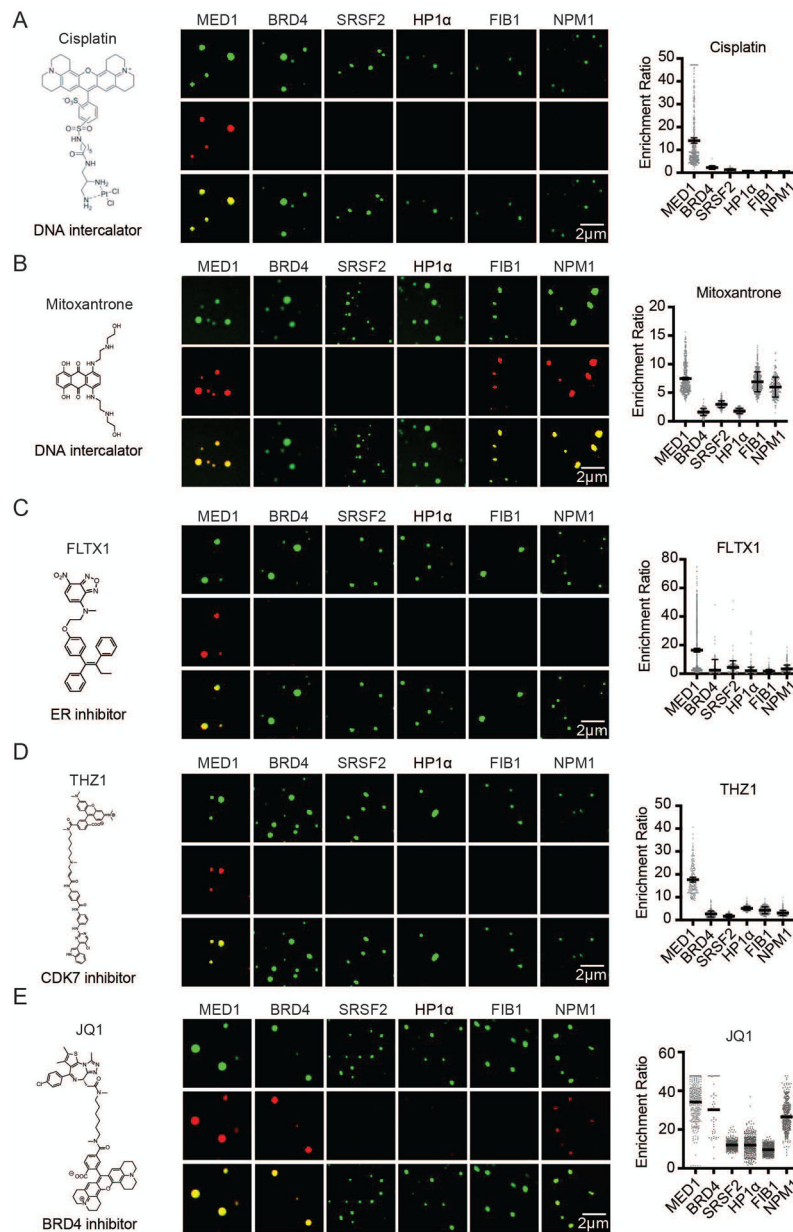 A
Cisplatin
DNA intercalator
MED1 BRD4 SRSF2 HP1α FIB1 NPM1
2µm
Cisplatin
Enrichment Ratio
50
40
30
20
10
0
MED1 BRD4 SRSF2 HP1α FIB1 NPM1
B
Mitoxantrone
DNA intercalator
MED1 BRD4 SRSF2 HP1α FIB1 NPM1
2µm
Mitoxantrone
Enrichment Ratio
20
15
10
5
0
MED1 BRD4 SRSF2 HP1α FIB1 NPM1
C
FLTX1
ER inhibitor
MED1 BRD4 SRSF2 HP1α FIB1 NPM1
2µm
FLTX1
Enrichment Ratio
80
60
40
20
0
MED1 BRD4 SRSF2 HP1α FIB1 NPM1
D
THZ1
CDK7 inhibitor
MED1 BRD4 SRSF2 HP1α FIB1 NPM1
2µm
THZ1
Enrichment Ratio
50
40
30
20
10
0
MED1 BRD4 SRSF2 HP1α FIB1 NPM1
E
JQ1
BRD4 inhibitor
MED1 BRD4 SRSF2 HP1α FIB1 NPM1
2µm
JQ1
Enrichment Ratio
60
40
20
0
MED1 BRD4 SRSF2 HP1α FIB1 NPM1